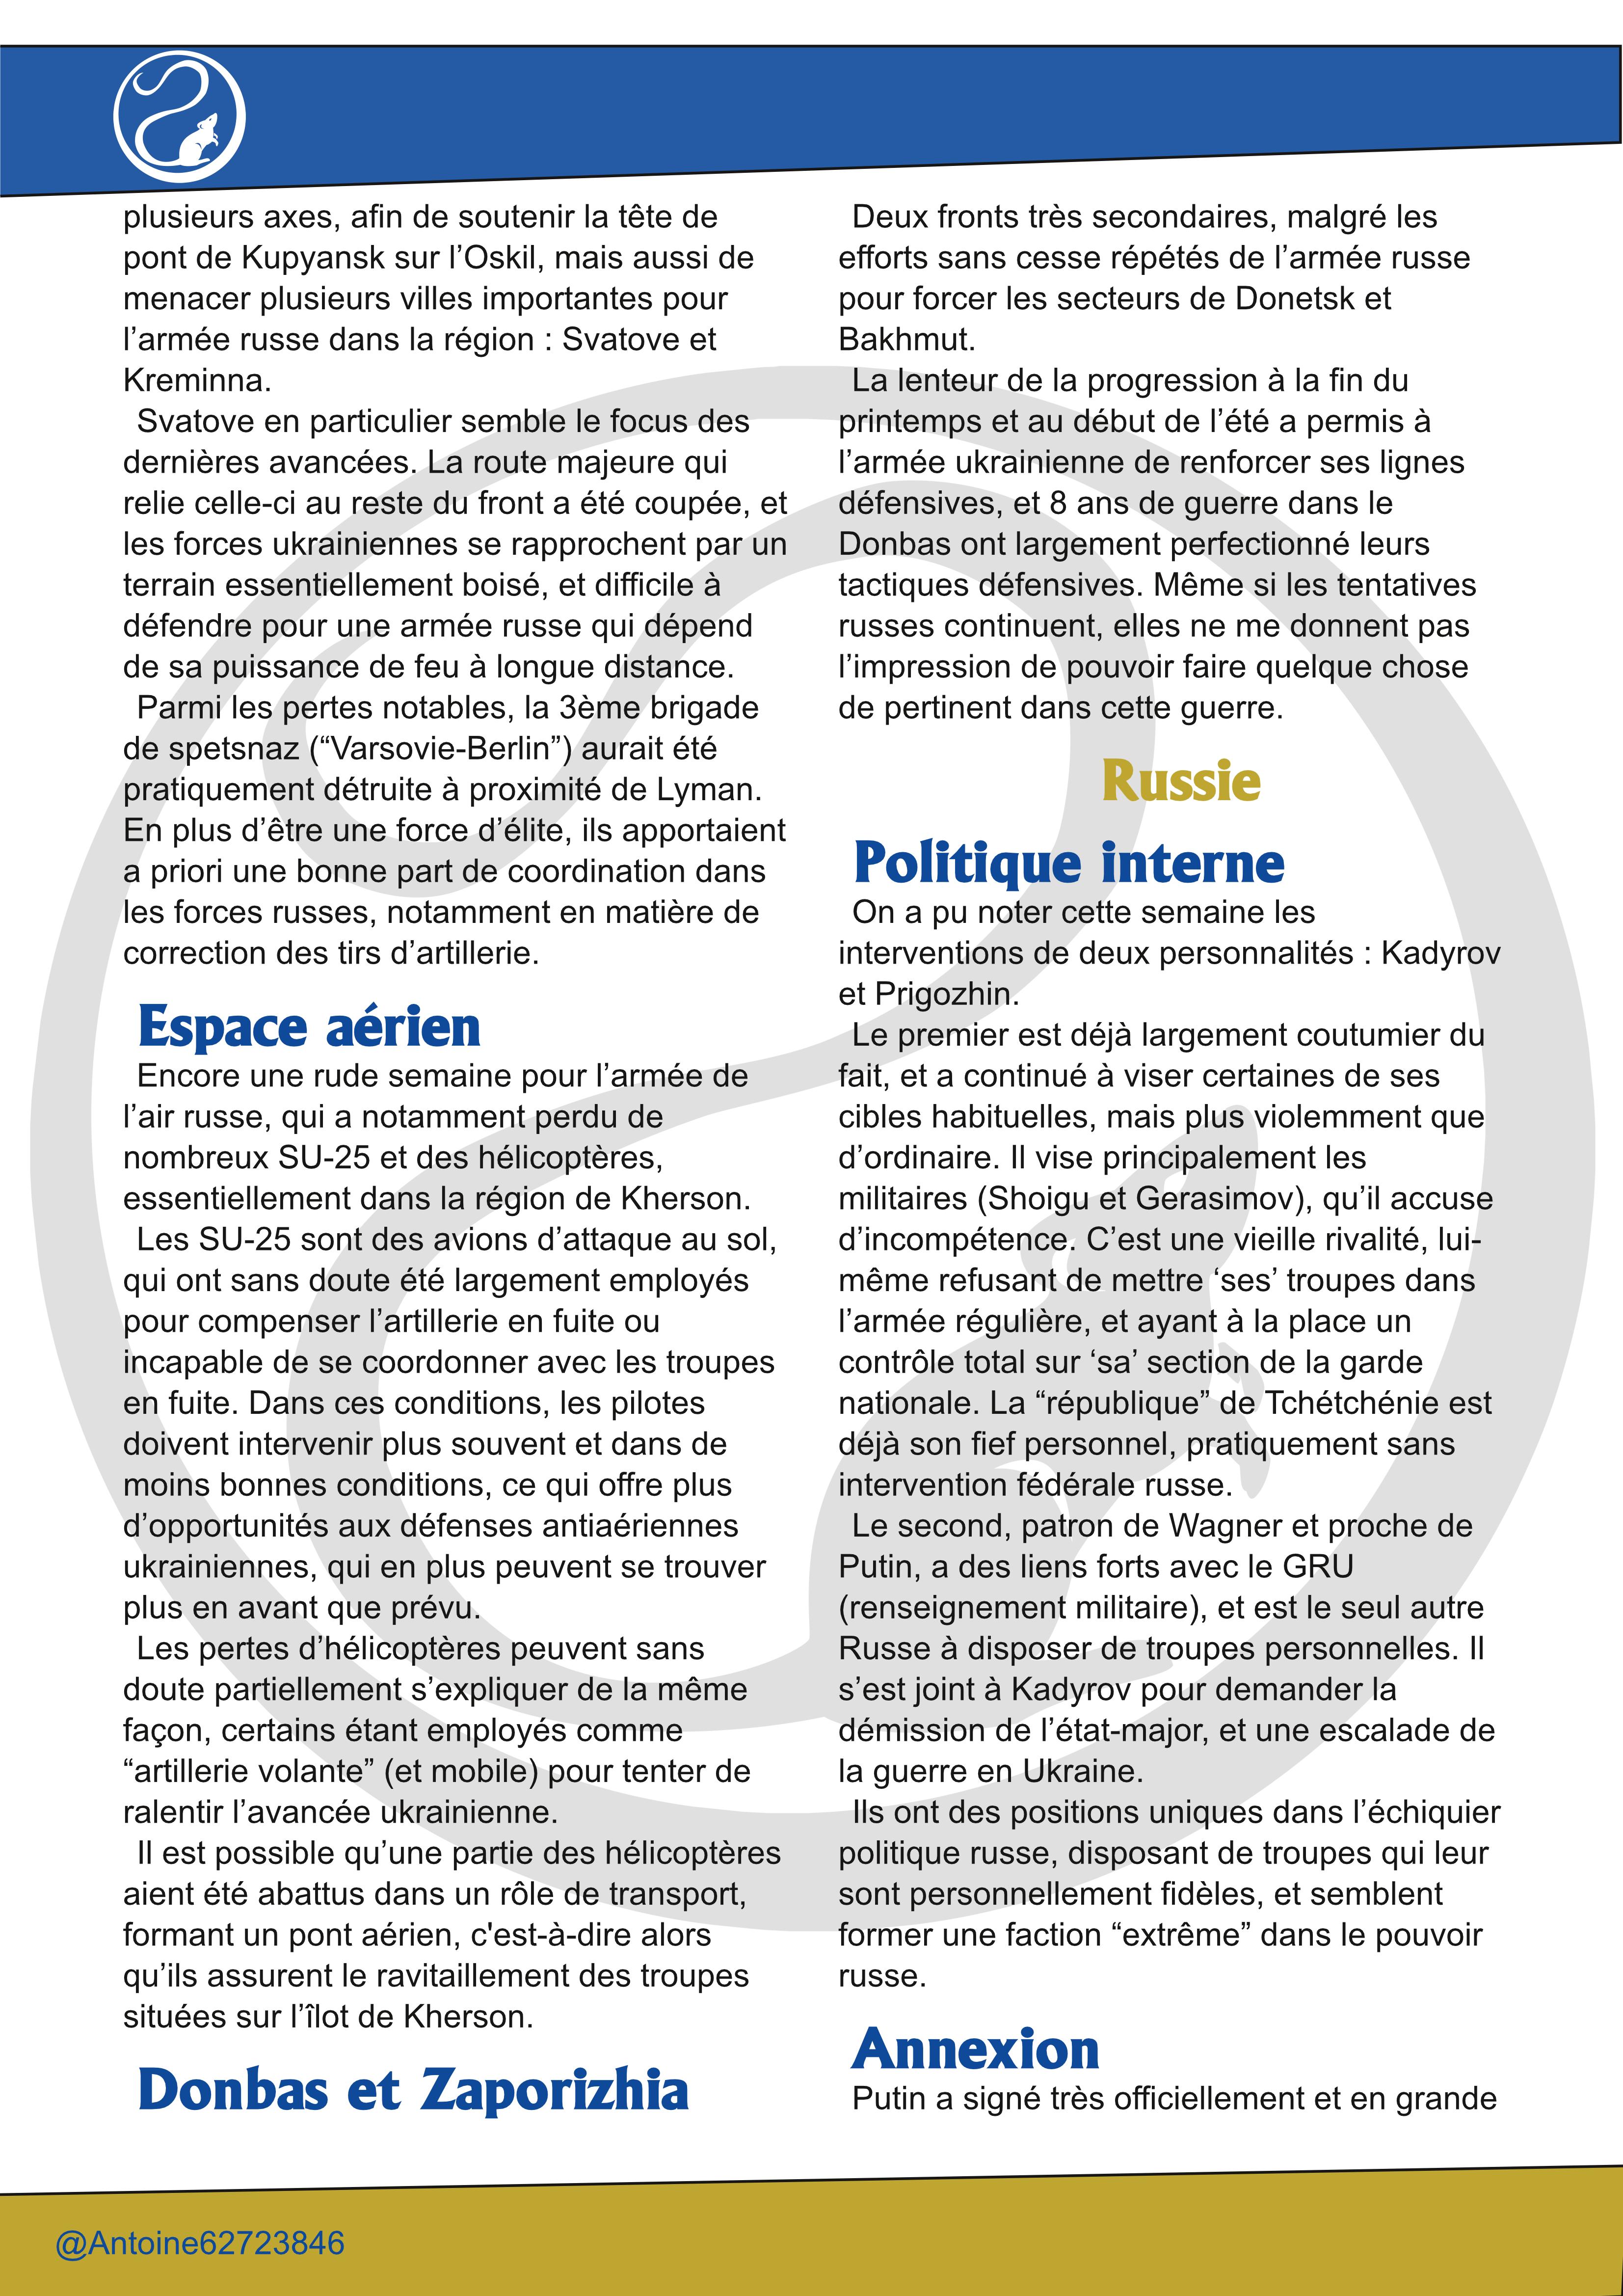 plusieurs axes, afin de soutenir la tête de
pont de Kupyansk sur l’Oskil, mais aussi de
menacer plusieurs villes importantes pour
l’armée russe dans la région : Svatove et
Kreminna.
Svatove en particulier semble le focus des
dernières avancées. La route majeure qui
relie celle-ci au reste du front a été coupée, et
les forces ukrainiennes se rapprochent par un
terrain essentiellement boisé, et difficile à
défendre pour une armée russe qui dépend
de sa puissance de feu à longue distance.
Parmi les pertes notables, la 3ème brigade
de spetsnaz (“Varsovie-Berlin”) aurait été
pratiquement détruite à proximité de Lyman.
En plus d’être une force d’élite, ils apportaient
a priori une bonne part de coordination dans
les forces russes, notamment en matière de
correction des tirs d’artillerie.
Espace aérien
Encore une rude semaine pour l’armée de
l’air russe, qui a notamment perdu de
nombreux SU-25 et des hélicoptères,
essentiellement dans la région de Kherson.
Les SU-25 sont des avions d’attaque au sol,
qui ont sans doute été largement employés
pour compenser l’artillerie en fuite ou
incapable de se coordonner avec les troupes
en fuite. Dans ces conditions, les pilotes
doivent intervenir plus souvent et dans de
moins bonnes conditions, ce qui offre plus
d’opportunités aux défenses antiaériennes
ukrainiennes, qui en plus peuvent se trouver
plus en avant que prévu.
Les pertes d’hélicoptères peuvent sans
doute partiellement s’expliquer de la même
façon, certains étant employés comme
“artillerie volante” (et mobile) pour tenter de
ralentir l’avancée ukrainienne.
Il est possible qu’une partie des hélicoptères
aient été abattus dans un rôle de transport,
formant un pont aérien, c'est-à-dire alors
qu’ils assurent le ravitaillement des troupes
situées sur l’îlot de Kherson.
Donbas et Zaporizhia
Deux fronts très secondaires, malgré les
efforts sans cesse répétés de l’armée russe
pour forcer les secteurs de Donetsk et
Bakhmut.
La lenteur de la progression à la fin du
printemps et au début de l’été a permis à
l’armée ukrainienne de renforcer ses lignes
défensives, et 8 ans de guerre dans le
Donbas ont largement perfectionné leurs
tactiques défensives. Même si les tentatives
russes continuent, elles ne me donnent pas
l’impression de pouvoir faire quelque chose
de pertinent dans cette guerre.
Russie
Politique interne
On a pu noter cette semaine les
interventions de deux personnalités : Kadyrov
et Prigozhin.
Le premier est déjà largement coutumier du
fait, et a continué à viser certaines de ses
cibles habituelles, mais plus violemment que
d’ordinaire. Il vise principalement les
militaires (Shoigu et Gerasimov), qu’il accuse
d’incompétence. C’est une vieille rivalité, lui-
même refusant de mettre ‘ses’ troupes dans
l’armée régulière, et ayant à la place un
contrôle total sur ‘sa’ section de la garde
nationale. La “république” de Tchétchénie est
déjà son fief personnel, pratiquement sans
intervention fédérale russe.
Le second, patron de Wagner et proche de
Putin, a des liens forts avec le GRU
(renseignement militaire), et est le seul autre
Russe à disposer de troupes personnelles. Il
s’est joint à Kadyrov pour demander la
démission de l’état-major, et une escalade de
la guerre en Ukraine.
Ils ont des positions uniques dans l’échiquier
politique russe, disposant de troupes qui leur
sont personnellement fidèles, et semblent
former une faction “extrême” dans le pouvoir
russe.
Annexion
Putin a signé très officiellement et en grande
@Antoine62723846